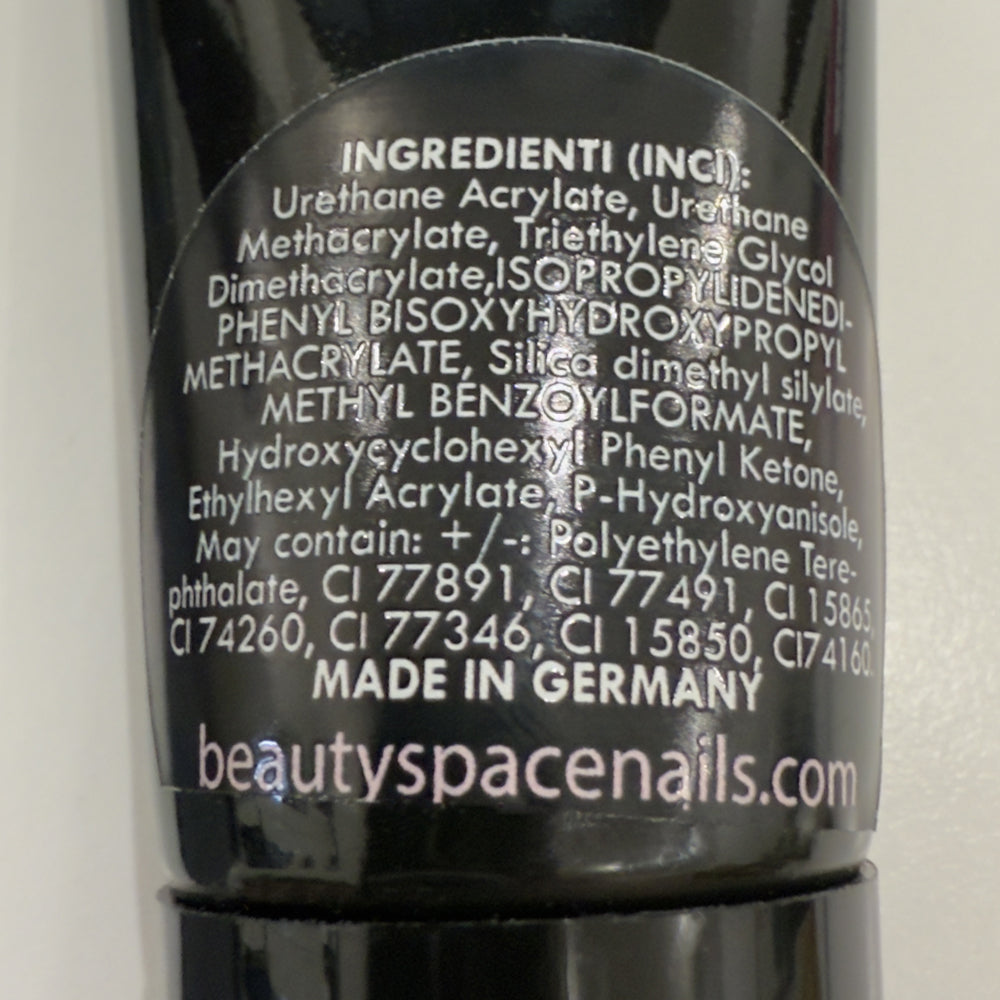 INGREDIENTI (INCI):
Urethane Acrylate, Urethane
Methacrylate, Triethylene Glycol
Dimethacrylate,ISOPROPYLIDENEDI-
PHENYL BISOXYHYDROXYPROPYL
METHACRYLATE, Silica dimethyl silylate,
METHYL BENZOYLFORMATE,
Hydroxycyclohexyl Phenyl Ketone,
Ethylhexyl Acrylate, P-Hydroxyanisole,
May contain: +/-: Polyethylene Tere-
phthalate, CI 77891, CI 77491, CI 15865,
CI 74260, CI 77346, CI 15850, CI74160.
MADE IN GERMANY
beautyspacenails.com